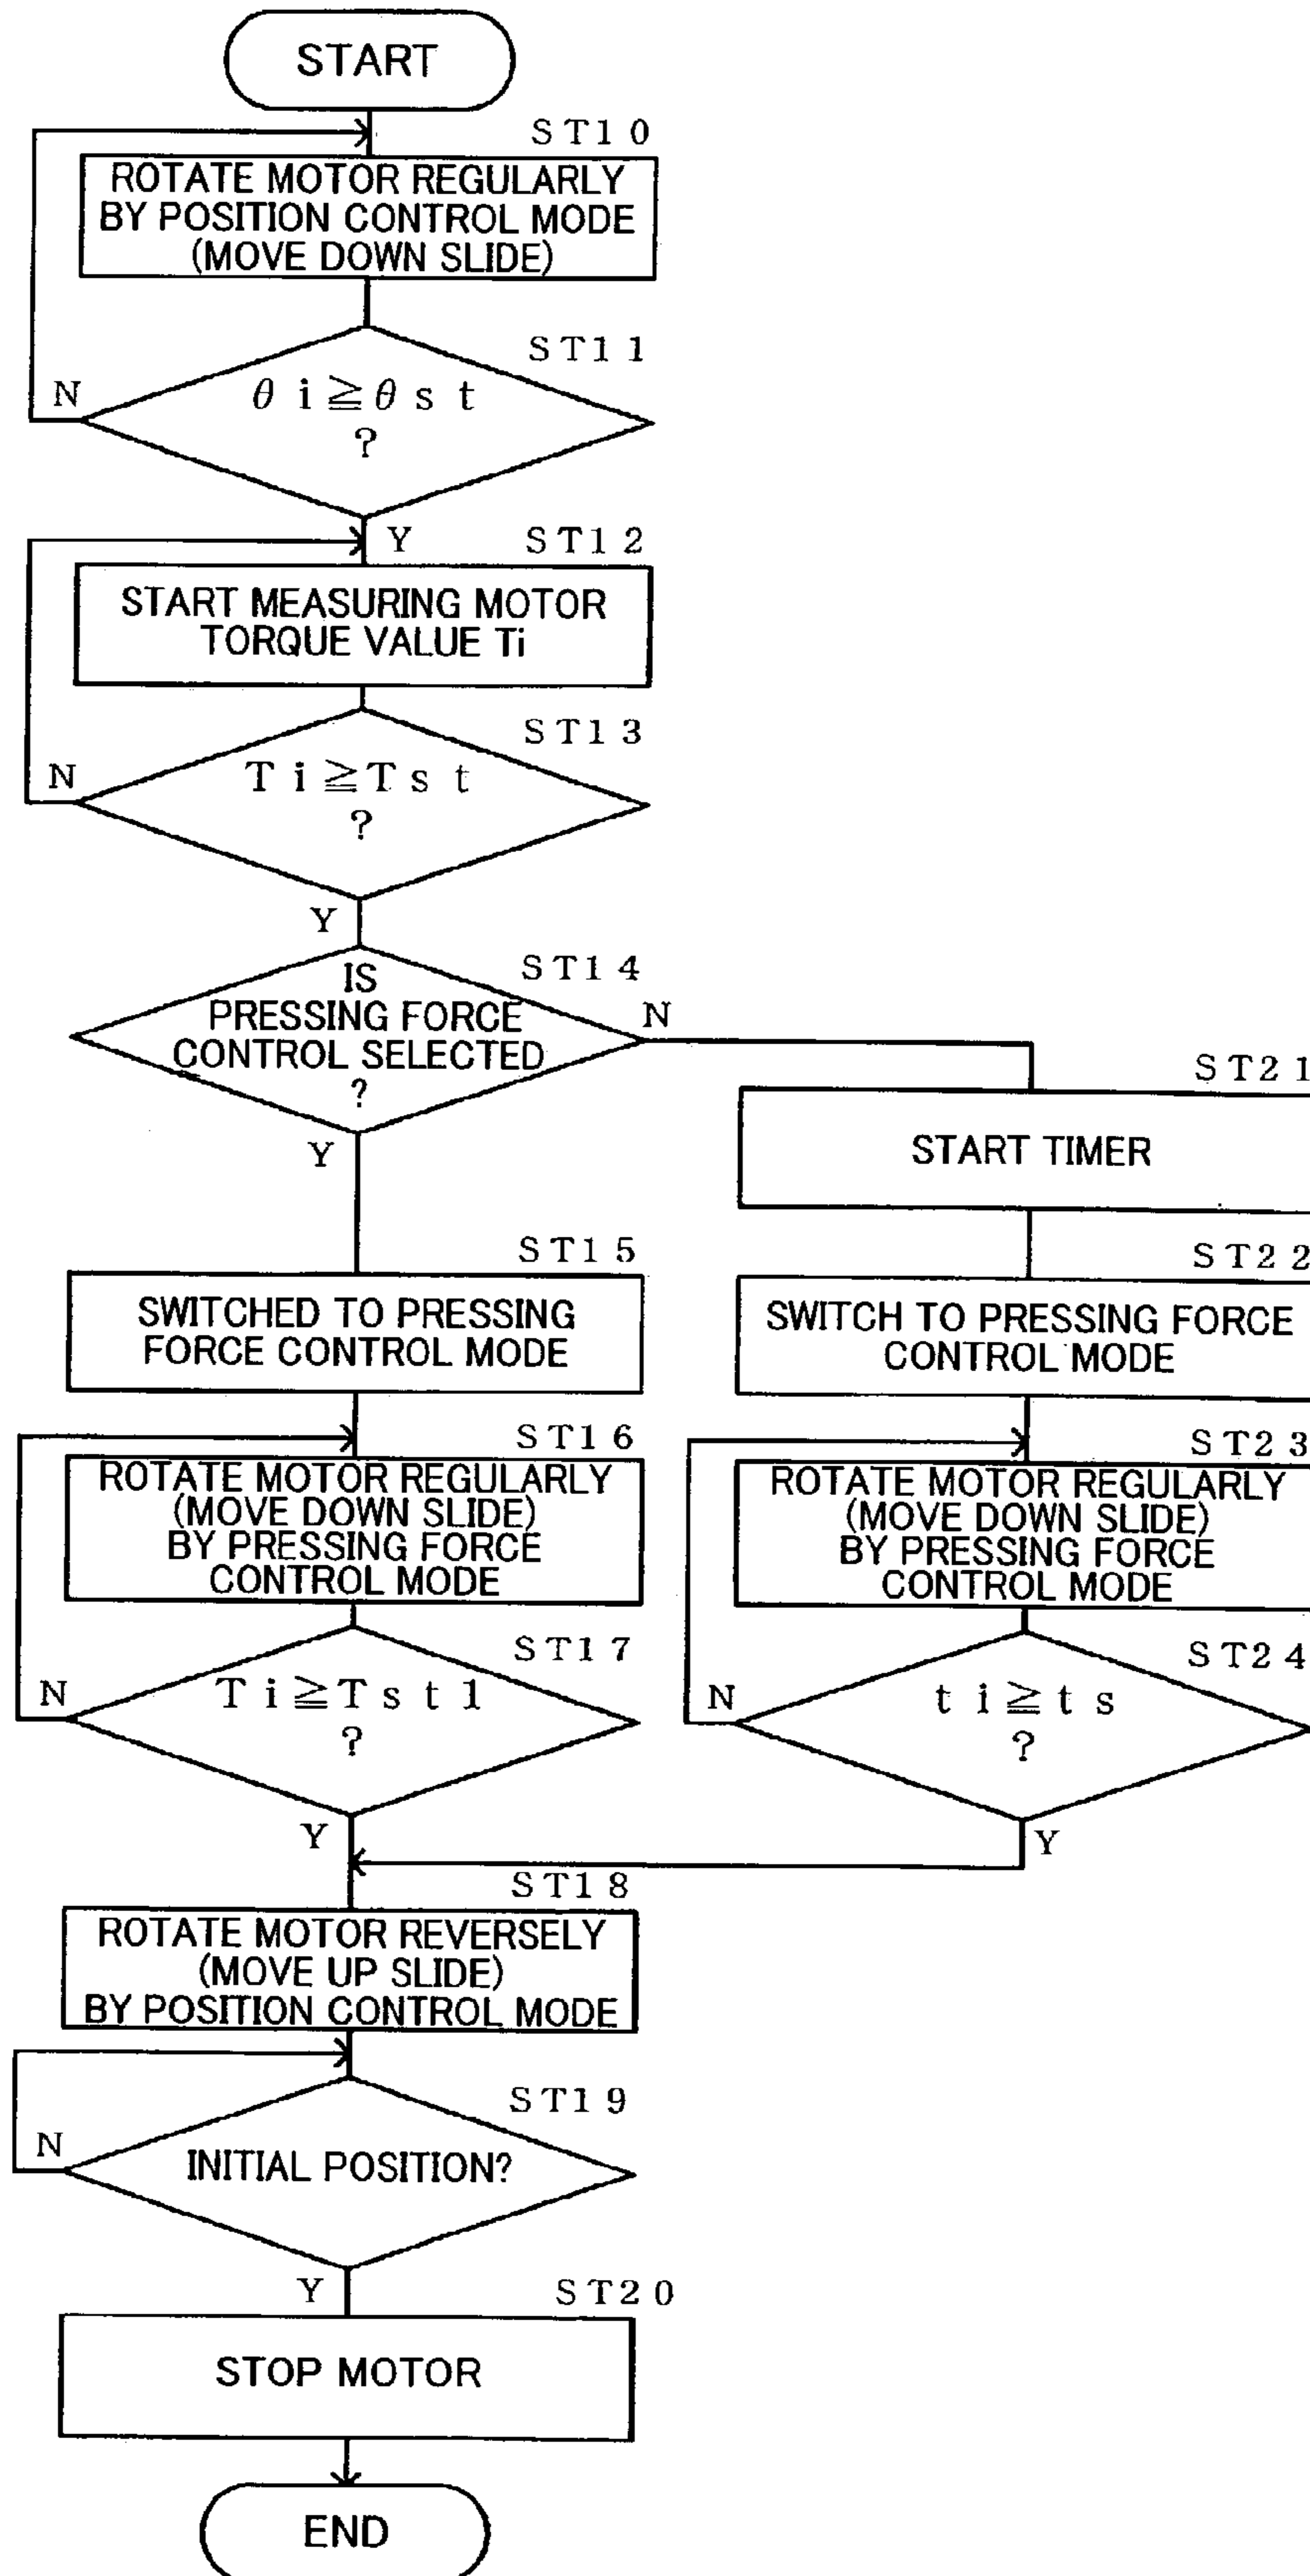 START
ST10
ROTATE MOTOR REGULARLY
BY POSITION CONTROL MODE
(MOVE DOWN SLIDE)
ST11
θi≧θst
?
N
Y
ST12
START MEASURING MOTOR
TORQUE VALUE Ti
ST13
Ti≧Tst
?
N
Y
ST14
IS
PRESSING FORCE
CONTROL SELECTED
?
N
Y
ST15
SWITCHED TO PRESSING
FORCE CONTROL MODE
ST16
ROTATE MOTOR REGULARLY
(MOVE DOWN SLIDE)
BY PRESSING FORCE
CONTROL MODE
ST17
Ti≧Tst1
?
N
Y
ST21
START TIMER
ST22
SWITCH TO PRESSING FORCE
CONTROL MODE
ST23
ROTATE MOTOR REGULARLY
(MOVE DOWN SLIDE)
BY PRESSING FORCE
CONTROL MODE
ST24
ti≧ts
?
N
Y
ST18
ROTATE MOTOR REVERSELY
(MOVE UP SLIDE)
BY POSITION CONTROL MODE
ST19
INITIAL POSITION?
N
Y
ST20
STOP MOTOR
END